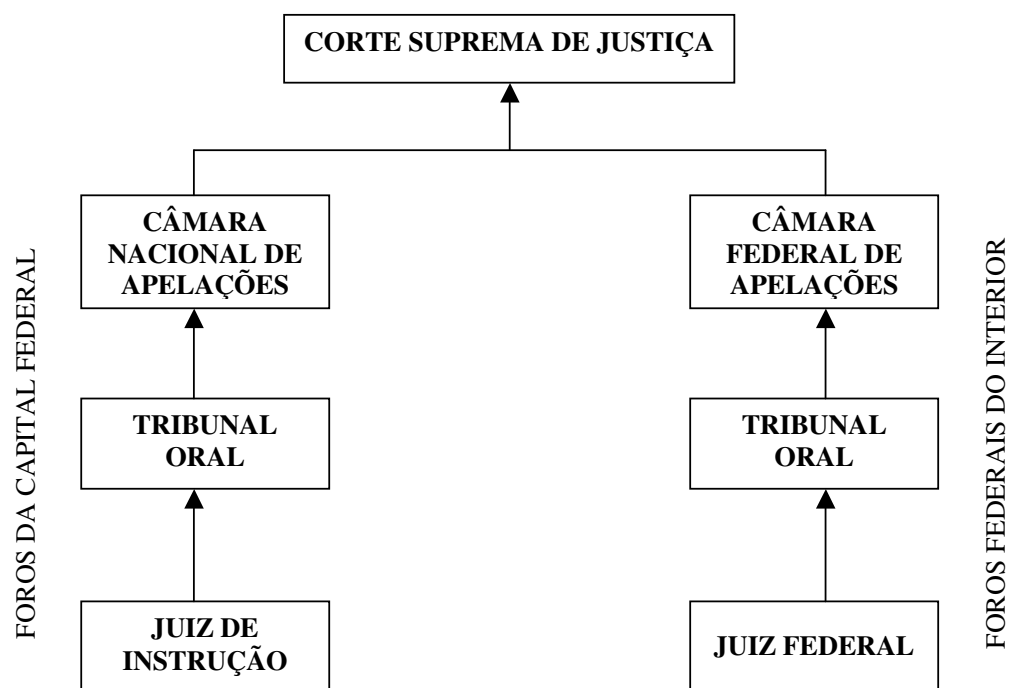 CORTE SUPREMA DE JUSTIÇA
CÂMARA
NACIONAL DE
APELAÇÕES
CÂMARA
FEDERAL DE
APELAÇÕES
FOROS DA CAPITAL FEDERAL
FOROS FEDERAIS DO INTERIOR
TRIBUNAL
ORAL
TRIBUNAL
ORAL
JUIZ DE
INSTRUÇÃO
JUIZ FEDERAL